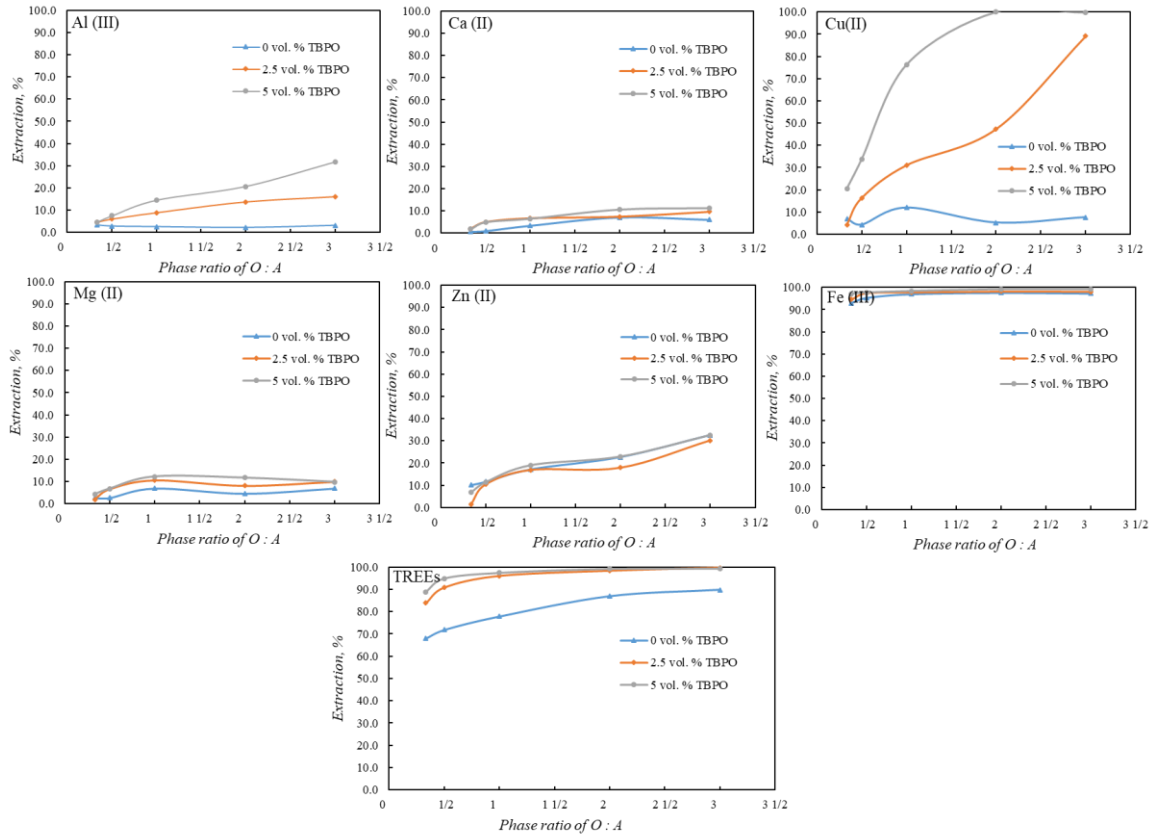 Al (III)
100.0
90.0
80.0
70.0
60.0
50.0
40.0
30.0
20.0
10.0
0.0
Extraction, %
0 vol. % TBPO
2.5 vol. % TBPO
5 vol. % TBPO
0 1/2 1 1 1/2 2 2 1/2 3 3 1/2
Phase ratio of O : A
Ca (II)
100.0
90.0
80.0
70.0
60.0
50.0
40.0
30.0
20.0
10.0
0.0
Extraction, %
0 vol. % TBPO
2.5 vol. % TBPO
5 vol. % TBPO
0 1/2 1 1 1/2 2 2 1/2 3 3 1/2
Phase ratio of O : A
Cu(II)
100.0
90.0
80.0
70.0
60.0
50.0
40.0
30.0
20.0
10.0
0.0
Extraction, %
0 vol. % TBPO
2.5 vol. % TBPO
5 vol. % TBPO
0 1/2 1 1 1/2 2 2 1/2 3 3 1/2
Phase ratio of O : A
Mg (II)
100.0
90.0
80.0
70.0
60.0
50.0
40.0
30.0
20.0
10.0
0.0
Extraction, %
0 vol. % TBPO
2.5 vol. % TBPO
5 vol. % TBPO
0 1/2 1 1 1/2 2 2 1/2 3 3 1/2
Phase ratio of O : A
Zn (II)
100.0
90.0
80.0
70.0
60.0
50.0
40.0
30.0
20.0
10.0
0.0
Extraction, %
0 vol. % TBPO
2.5 vol. % TBPO
5 vol. % TBPO
0 1/2 1 1 1/2 2 2 1/2 3 3 1/2
Phase ratio of O : A
Fe (III)
100.0
90.0
80.0
70.0
60.0
50.0
40.0
30.0
20.0
10.0
0.0
Extraction, %
0 vol. % TBPO
2.5 vol. % TBPO
5 vol. % TBPO
0 1/2 1 1 1/2 2 2 1/2 3 3 1/2
Phase ratio of O : A
TREEs
100.0
90.0
80.0
70.0
60.0
50.0
40.0
30.0
20.0
10.0
0.0
Extraction, %
0 vol. % TBPO
2.5 vol. % TBPO
5 vol. % TBPO
0 1/2 1 1 1/2 2 2 1/2 3 3 1/2
Phase ratio of O : A